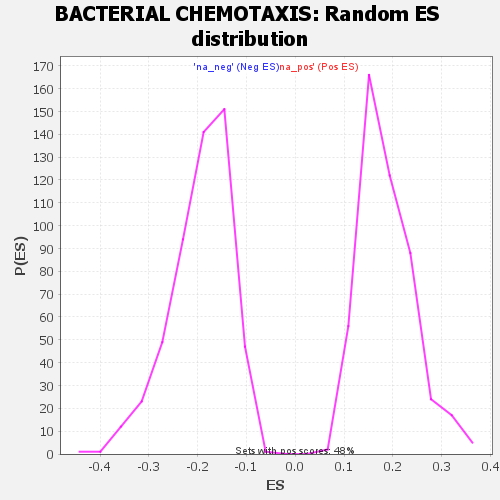 BACTERIAL CHEMOTAXIS: Random ES
distribution
'na_neg' (Neg ES)na_pos' (Pos ES)
170
160
150
140
130
120
110
100
90
80
70
60
50
40
30
20
10
0
P(ES)
Sets with pos scores: 48%
-0.4 -0.3 -0.2 -0.1 0.0 0.1 0.2 0.3 0.4
ES